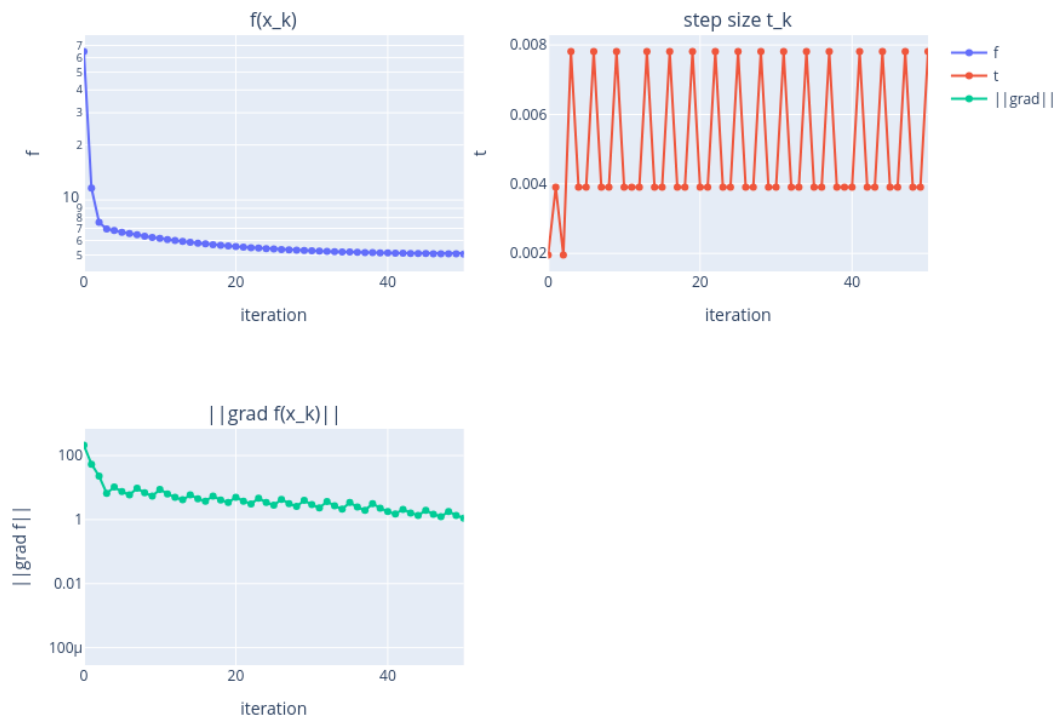 f(x_k)
step size t_k
7
6
5
4
3
2
10
9
8
7
6
5
f
0
20
40
iteration
0.008
0.006
0.004
0.002
t
0
20
40
iteration
f
t
||grad||
||grad f(x_k)||
100
1
0.01
100μ
||grad f||
0
20
40
iteration